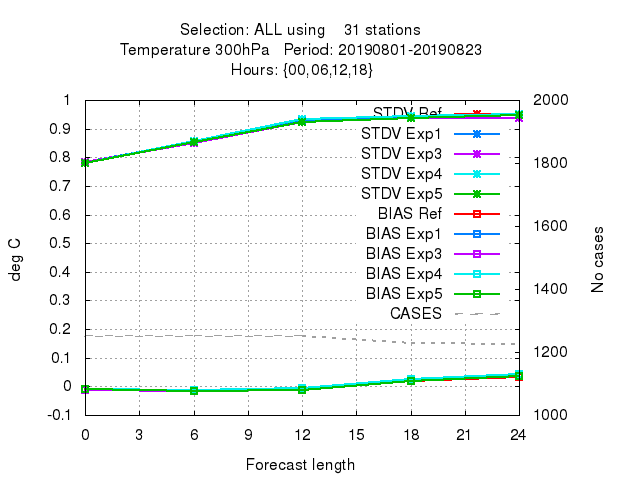 Selection: ALL using    31 stations
Temperature 300hPa   Period: 20190801-20190823
Hours: {00,06,12,18}
1
0.9
0.8
0.7
0.6
0.5
0.4
0.3
0.2
0.1
0
-0.1
deg C
STDV Ref
STDV Exp1
STDV Exp3
STDV Exp4
STDV Exp5
BIAS Ref
BIAS Exp1
BIAS Exp3
BIAS Exp4
BIAS Exp5
CASES
2000
1800
1600
1400
1200
1000
No cases
0 3 6 9 12 15 18 21 24
Forecast length